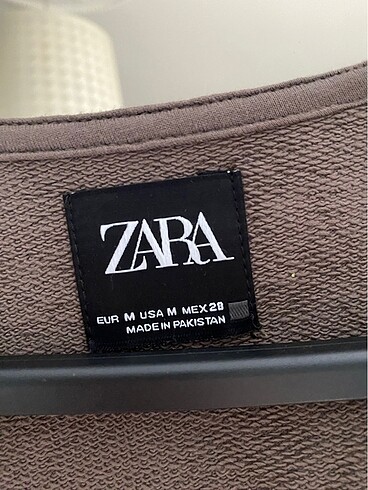 ZARA
EUR M USA M MEX 28
MADE IN PAKISTAN